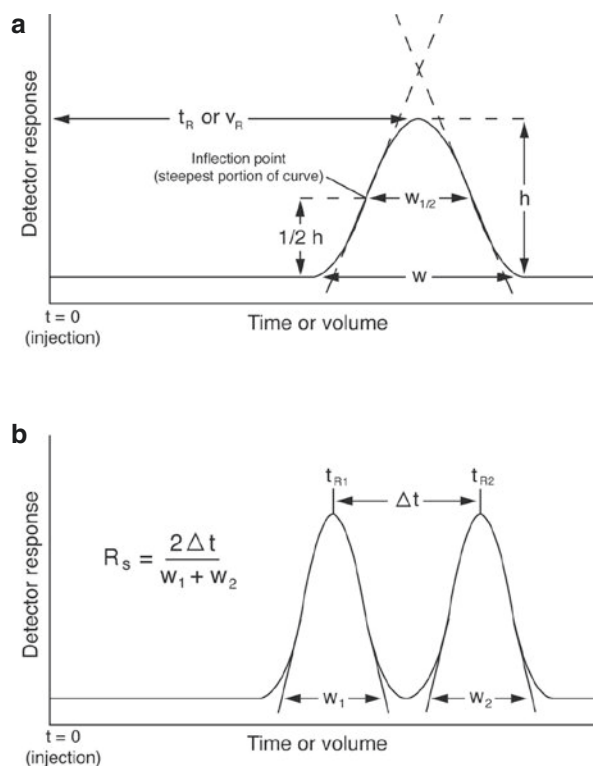 a
Detector response
t_R or v_R
Inflection point
(steepest portion of curve)
w_1/2
h
1/2 h
w
t = 0
(injection)
Time or volume
b
Detector response
t_R1
t_R2
Δt
R_s = 2Δt / w_1 + w_2
w_1
w_2
t = 0
(injection)
Time or volume